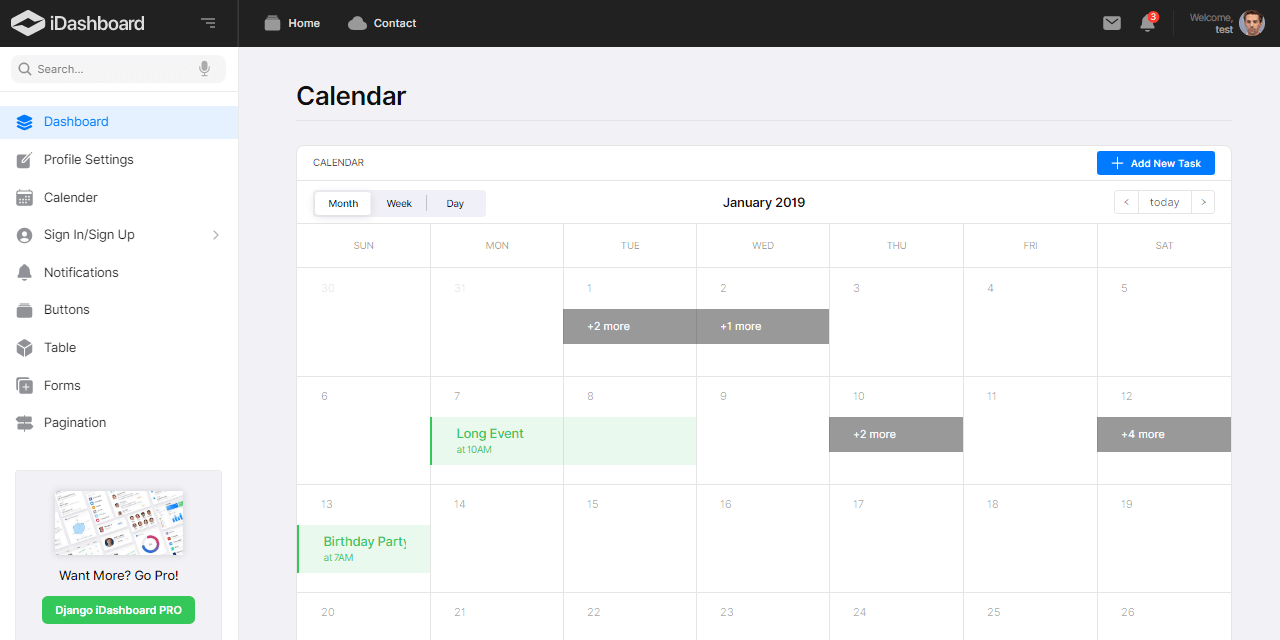 iDashboard
Home
Contact
3
Welcome,
test
Search...
Dashboard
Profile Settings
Calender
Sign In/Sign Up
Notifications
Buttons
Table
Forms
Pagination
Want More? Go Pro!
Django iDashboard PRO
Calendar
CALENDAR
Add New Task
Month Week Day
January 2019
< today >
SUN MON TUE WED THU FRI SAT
30 31 1 2 3 4 5
+2 more +1 more
6 7 8 9 10 11 12
Long Event
at 10AM
+2 more +4 more
13 14 15 16 17 18 19
Birthday Party
at 7AM
20 21 22 23 24 25 26